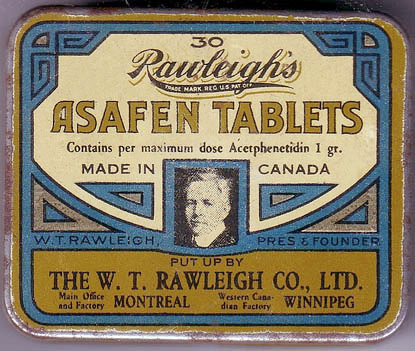 30
Rawleigh's
TRADE MARK REG. U.S. PAT. OFF.
ASAFEN TABLETS
Contains per maximum dose Acetphenetidin 1 gr.
MADE IN CANADA
W.T. RAWLEIGH, PRES. & FOUNDER
PUT UP BY
THE W. T. RAWLEIGH CO., LTD.
Main Office and Factory MONTREAL Western Cana- dian Factory WINNIPEG